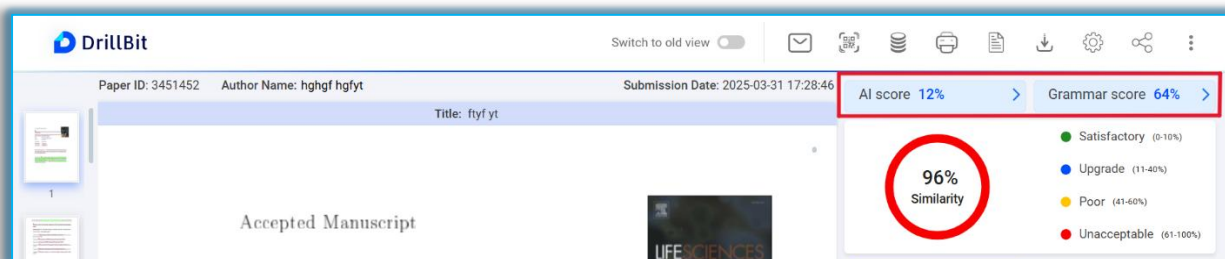 DrillBit
Switch to old view
Paper ID: 3451452 Author Name: hghgf hgfyt Submission Date: 2025-03-31 17:28:46
Title: ftyf yt
AI score 12%
Grammar score 64%
96%
Similarity
Satisfactory (0-10%)
Upgrade (11-40%)
Poor (41-60%)
Unacceptable (61-100%)
1
Accepted Manuscript
LIFE SCIENCES